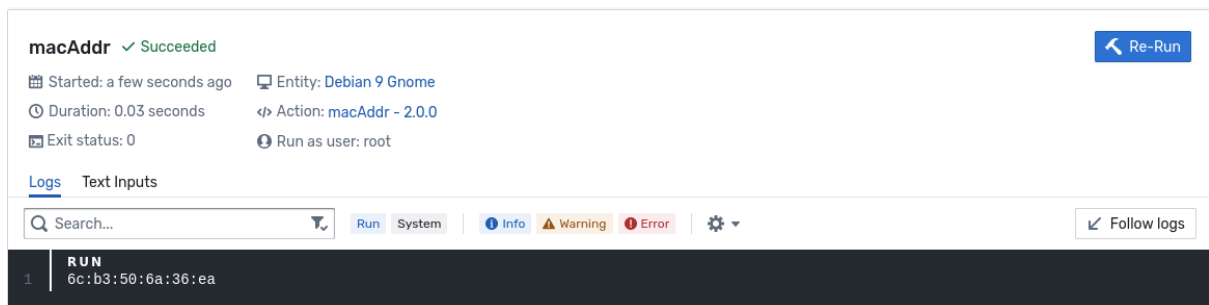 macAddr Succeeded Re-Run
Started: a few seconds ago Entity: Debian 9 Gnome
Duration: 0.03 seconds </> Action: macAddr - 2.0.0
Exit status: 0 Run as user: root
Logs Text Inputs
Search... Run System Info Warning Error Follow logs
RUN
1 6c:b3:50:6a:36:ea